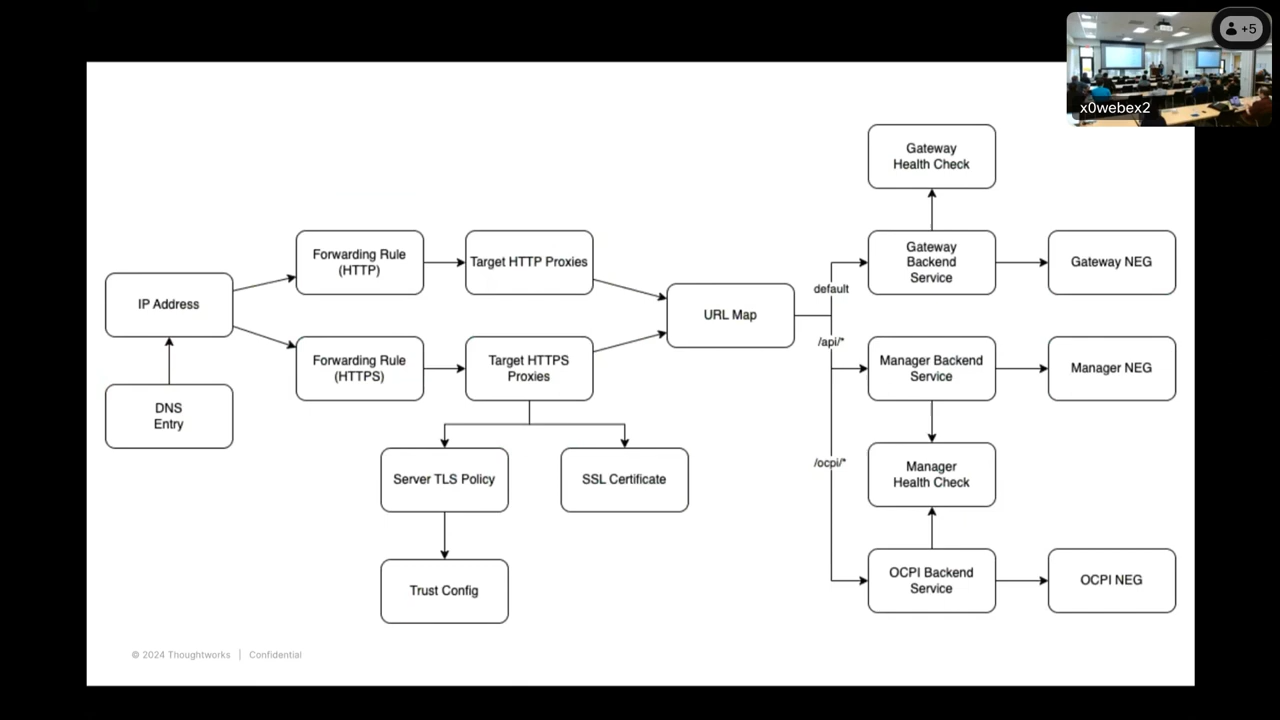 +5
x0webex2
Gateway
Health Check
Forwarding Rule
(HTTP)
Target HTTP Proxies
Gateway
Backend
Service
Gateway NEG
IP Address
default
URL Map
/api/*
Forwarding Rule
(HTTPS)
Target HTTPS
Proxies
Manager Backend
Service
Manager NEG
DNS
Entry
Server TLS Policy
SSL Certificate
/ocpi/*
Manager
Health Check
Trust Config
OCPI Backend
Service
OCPI NEG
© 2024 Thoughtworks | Confidential